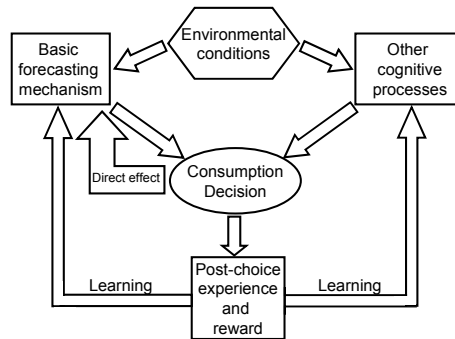 Basic
forecasting
mechanism
Environmental
conditions
Other
cognitive
processes
Direct effect
Consumption
Decision
Learning
Post-choice
experience
and
reward
Learning